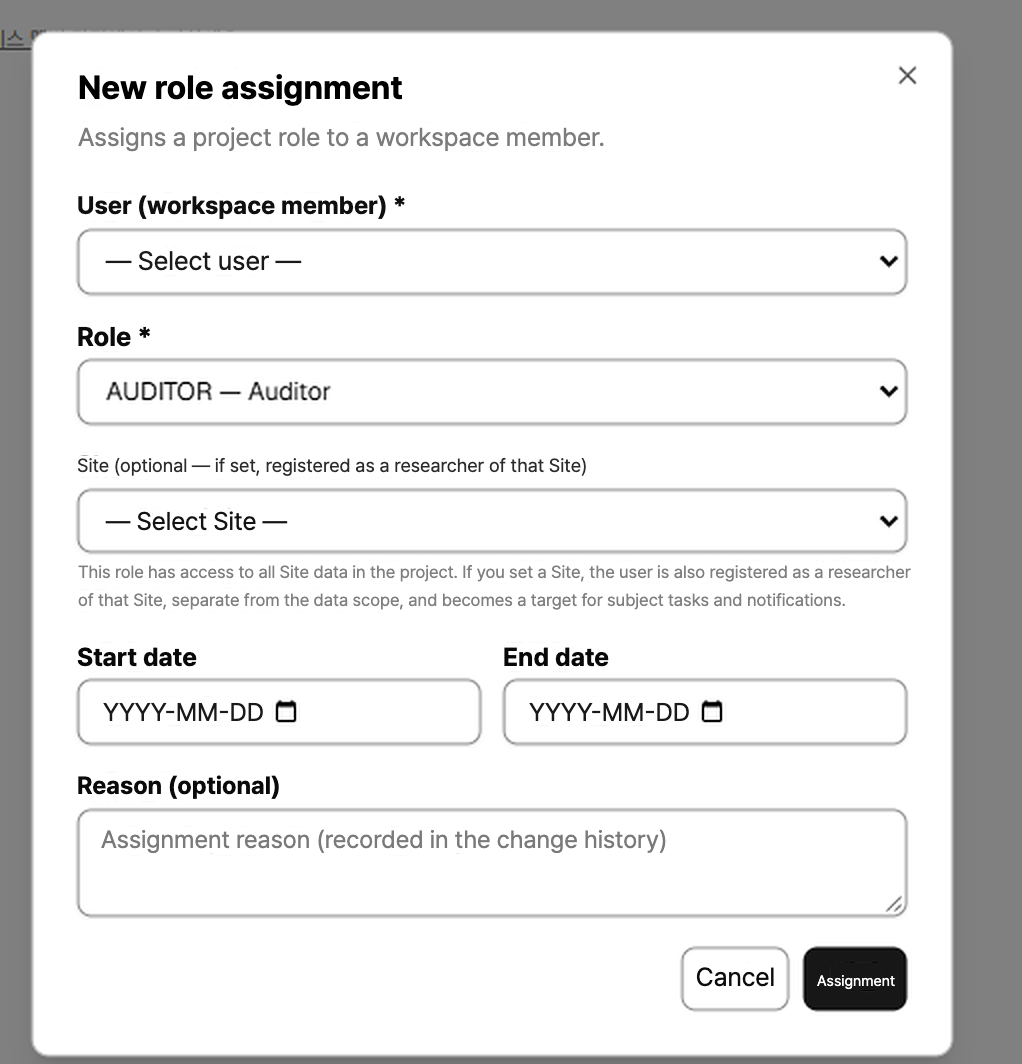 New role assignment
Assigns a project role to a workspace member.
User (workspace member) *
— Select user —
Role *
AUDITOR — Auditor
Site (optional — if set, registered as a researcher of that Site)
— Select Site —
This role has access to all Site data in the project. If you set a Site, the user is also registered as a researcher
of that Site, separate from the data scope, and becomes a target for subject tasks and notifications.
Start date
End date
YYYY-MM-DD
YYYY-MM-DD
Reason (optional)
Assignment reason (recorded in the change history)
Cancel
Assignment